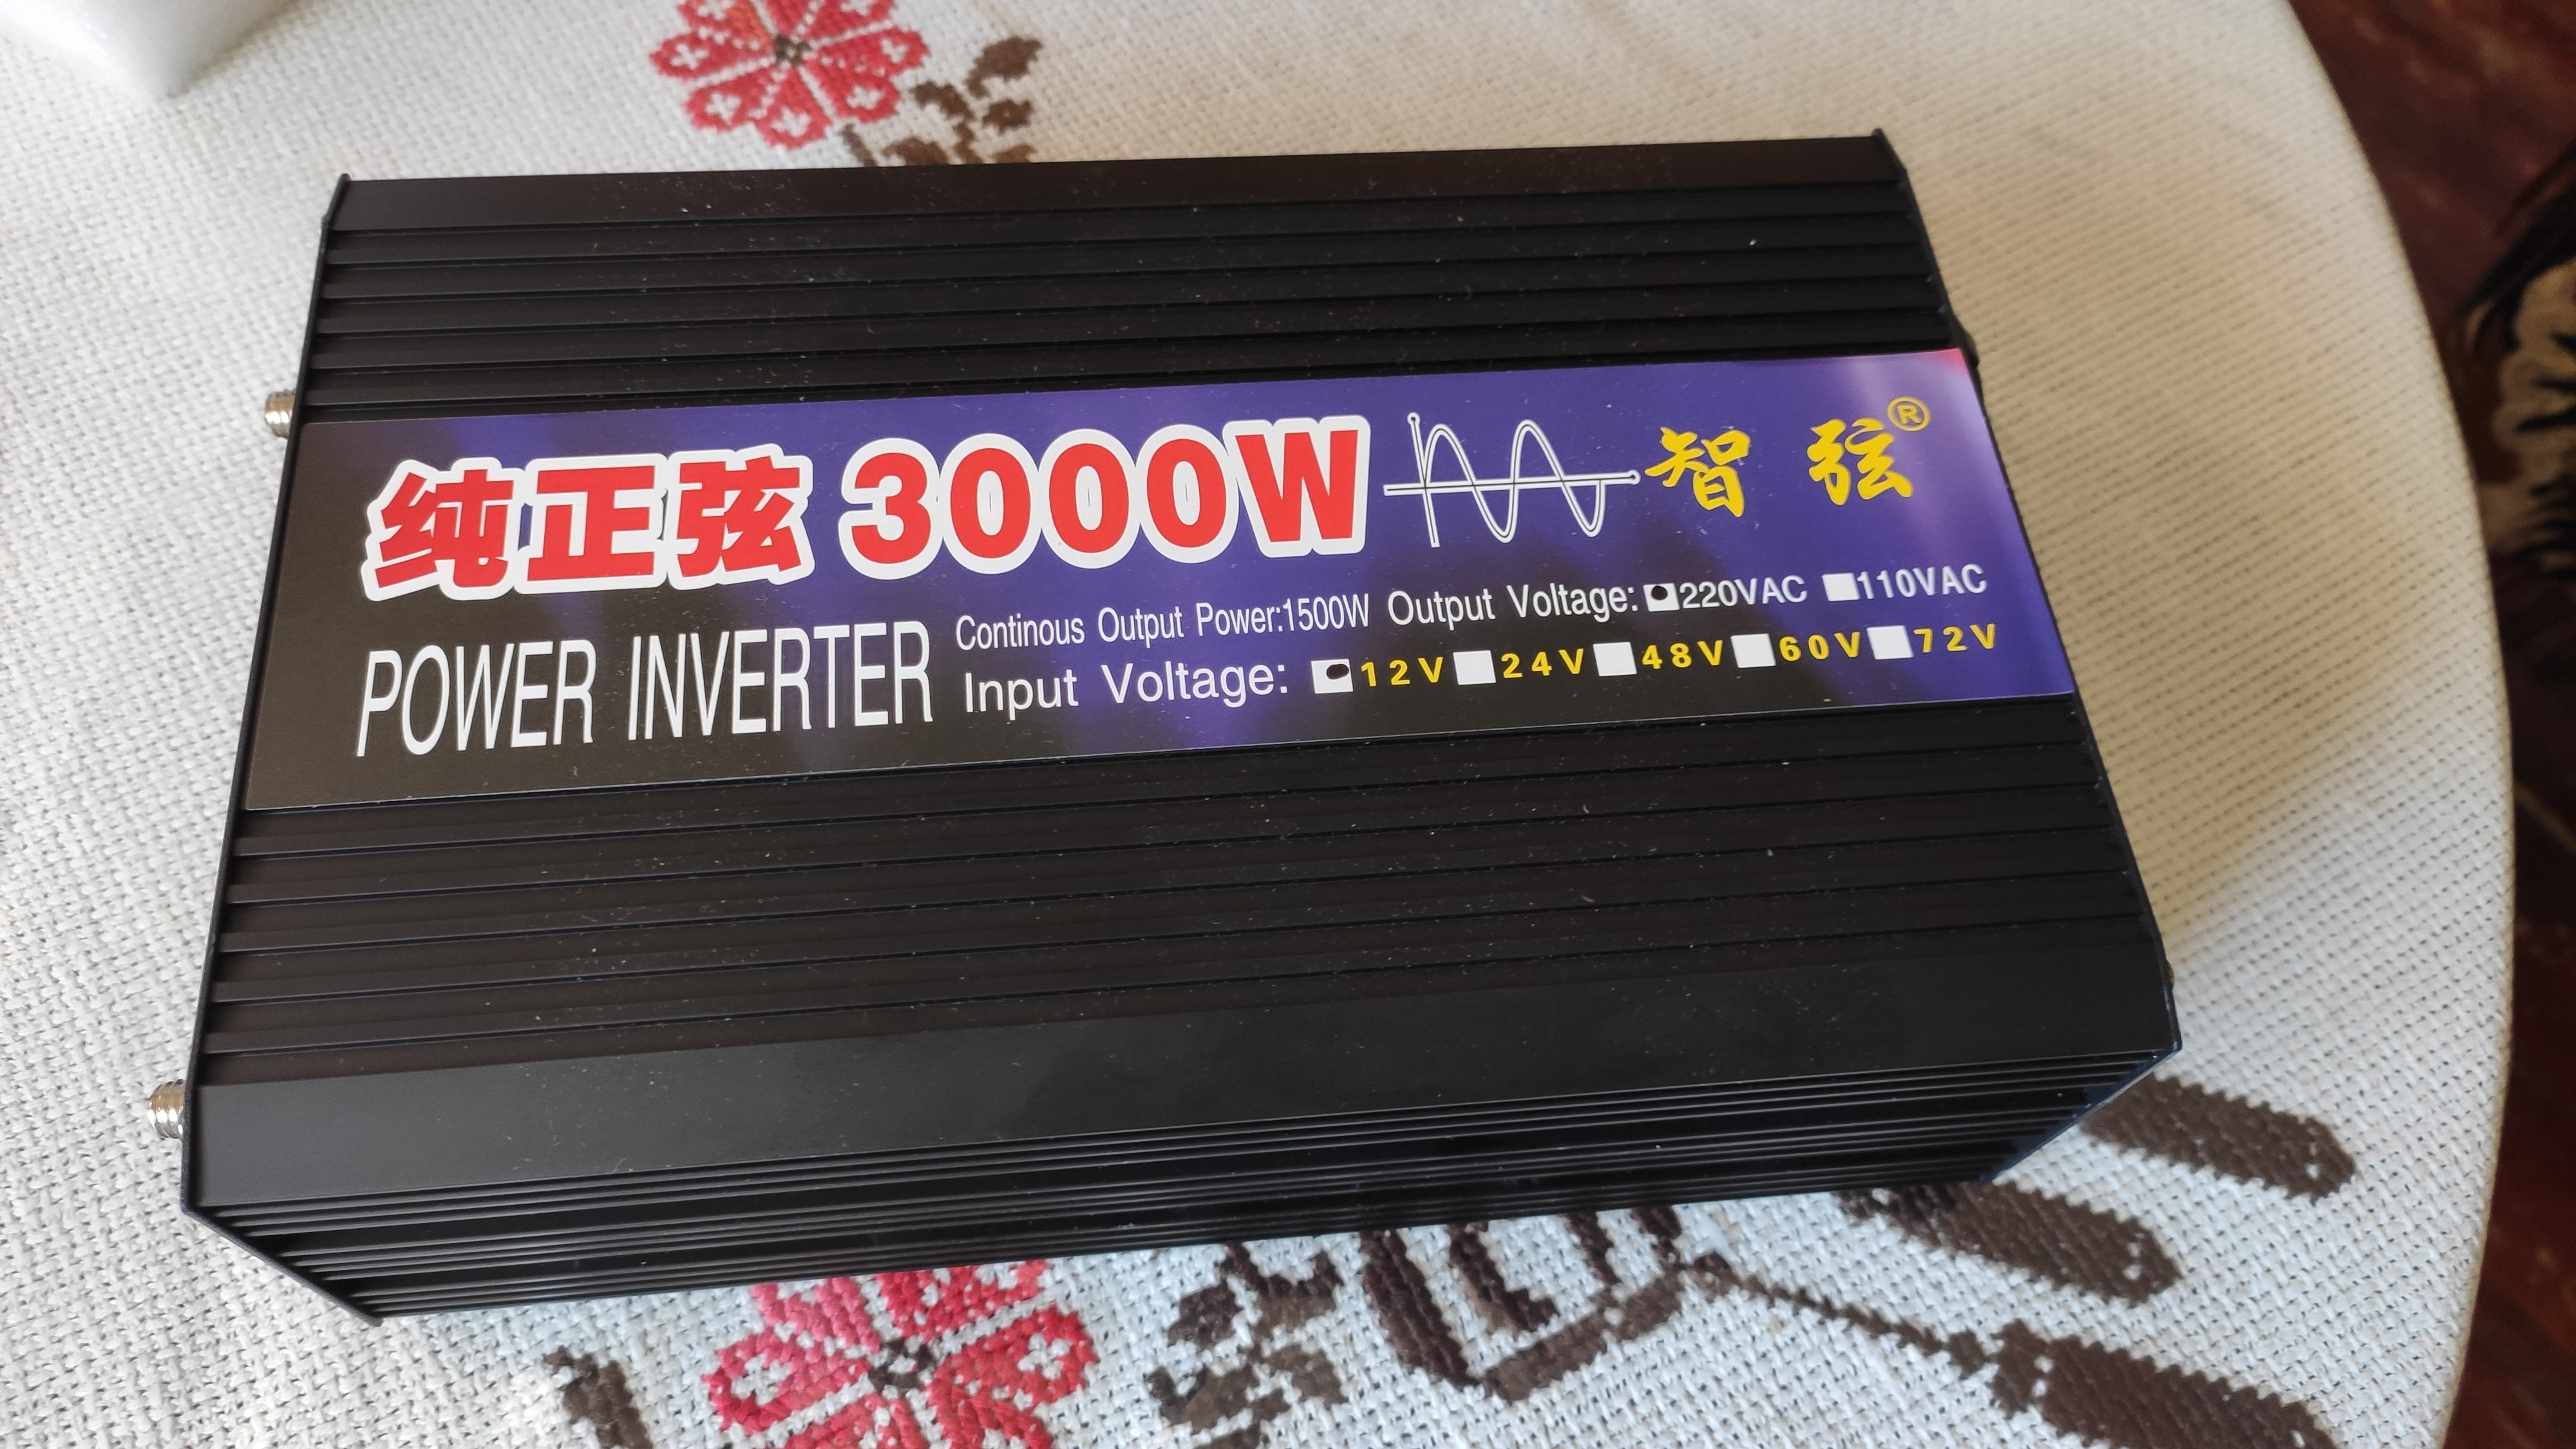 纯正弦 3000W 智弦®
POWER INVERTER
Continous Output Power:1500W Output Voltage: 220VAC 110VAC
Input Voltage: 12V 24V 48V 60V 72V